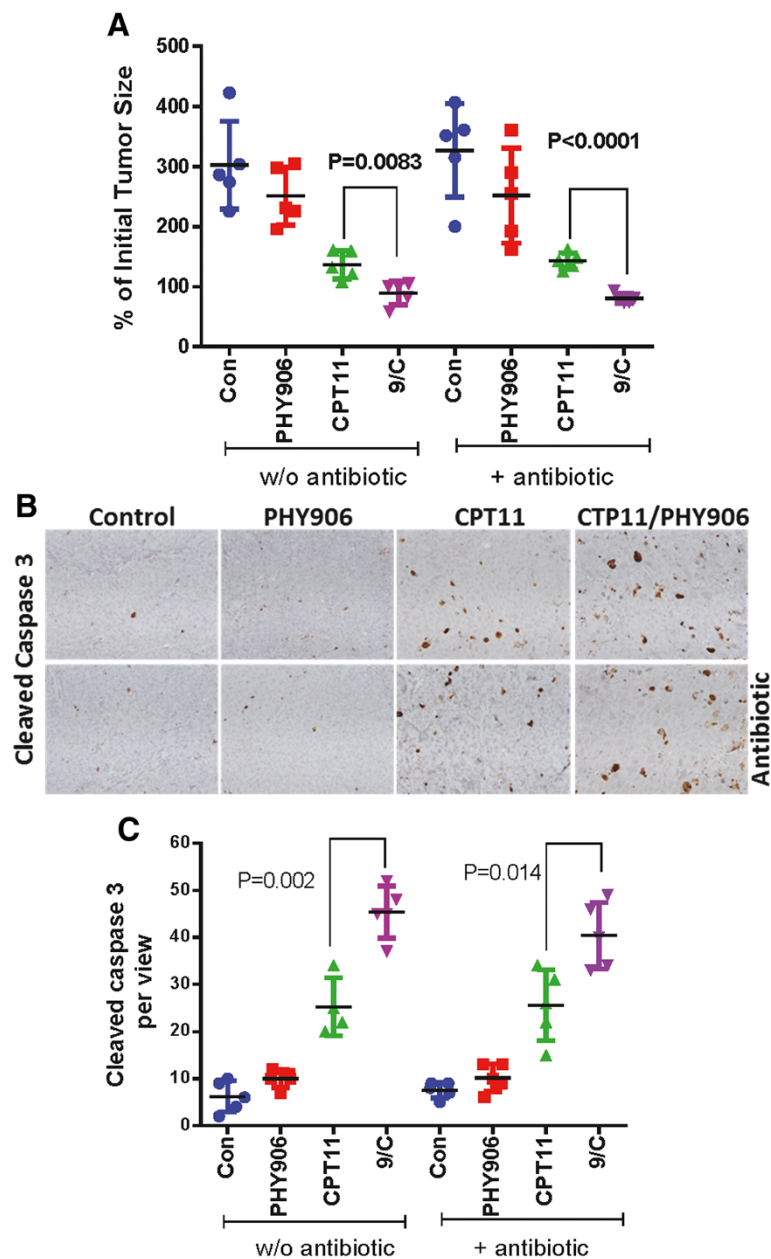 A
% of Initial Tumor Size
500
400
300
200
100
0
P=0.0083
P<0.0001
Con
PHY906
CPT11
9/C
Con
PHY906
CPT11
9/C
w/o antibiotic
+ antibiotic
B
Control
PHY906
CPT11
CTP11/PHY906
Cleaved Caspase 3
Antibiotic
C
Cleaved caspase 3
per view
60
50
40
30
20
10
0
P=0.002
P=0.014
Con
PHY906
CPT11
9/C
Con
PHY906
CPT11
9/C
w/o antibiotic
+ antibiotic